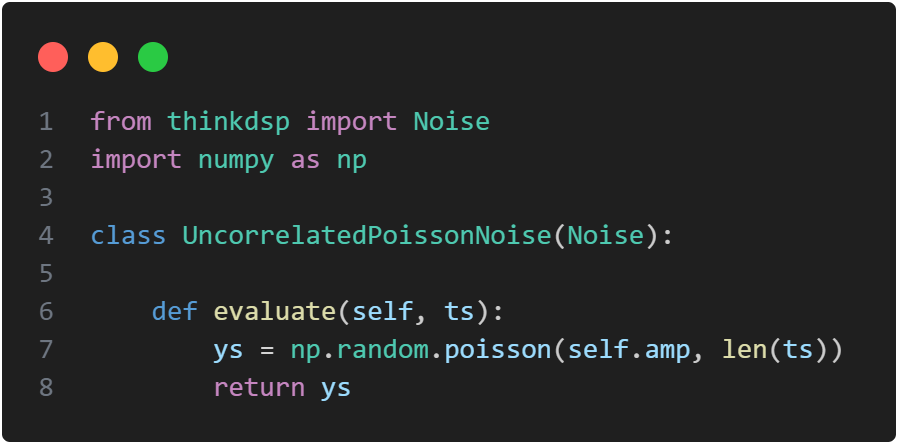 1 from thinkdsp import Noise
2 import numpy as np
3
4 class UncorrelatedPoissonNoise(Noise):
5
6     def evaluate(self, ts):
7         ys = np.random.poisson(self.amp, len(ts))
8         return ys